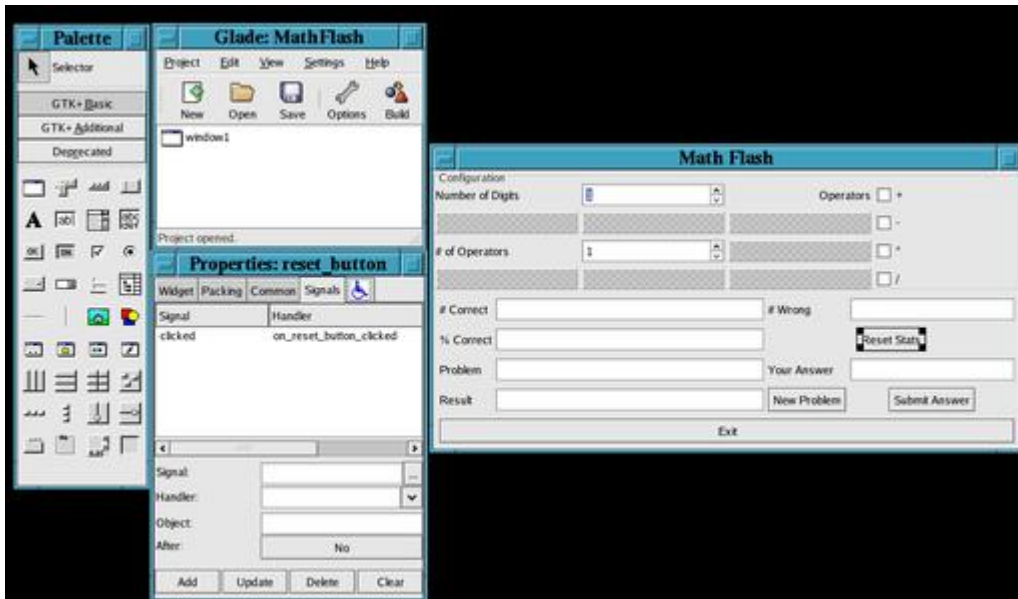 Palette
Selector
GTK+ Basic
GTK+ Additional
Deprecated
Glade: MathFlash
Project Edit View Settings Help
New Open Save Options Build
window1
Project opened.
Properties: reset_button
Widget Packing Common Signals
Signal Handler
clicked on_reset_button_clicked
Signal:
...
Handler:
Object:
After: No
Add Update Delete Clear
Math Flash
Configuration
Number of Digits Operators +
-
# of Operators 1 *
/
# Correct # Wrong
% Correct Reset Stats
Problem Your Answer
Result New Problem Submit Answer
Exit